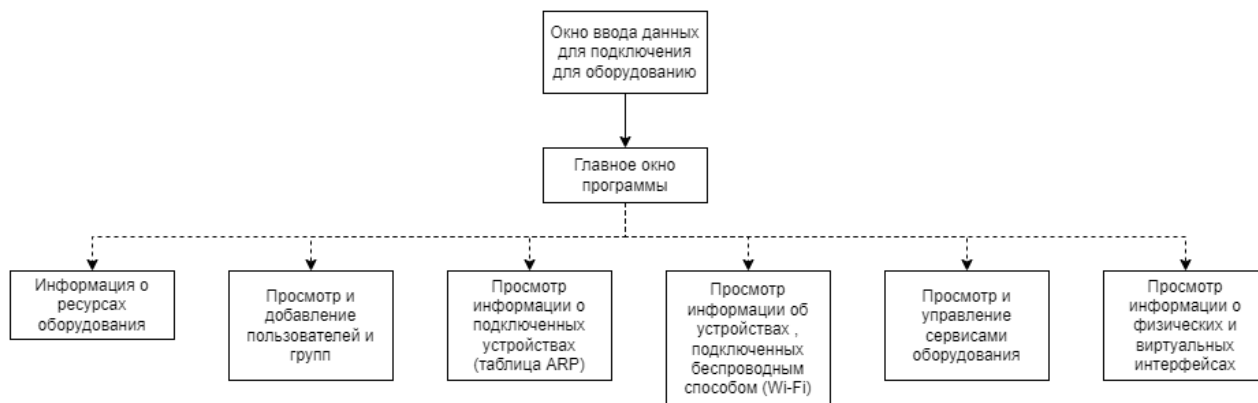 Окно ввода данных
для подключения
для оборудованию
Главное окно
программы
Информация о
ресурсах
оборудования
Просмотр и
добавление
пользователей и
групп
Просмотр
информации о
подключенных
устройствах
(таблица ARP)
Просмотр
информации об
устройствах ,
подключенных
беспроводным
способом (Wi-Fi)
Просмотр и
управление
сервисами
оборудования
Просмотр
информации о
физических и
виртуальных
интерфейсах